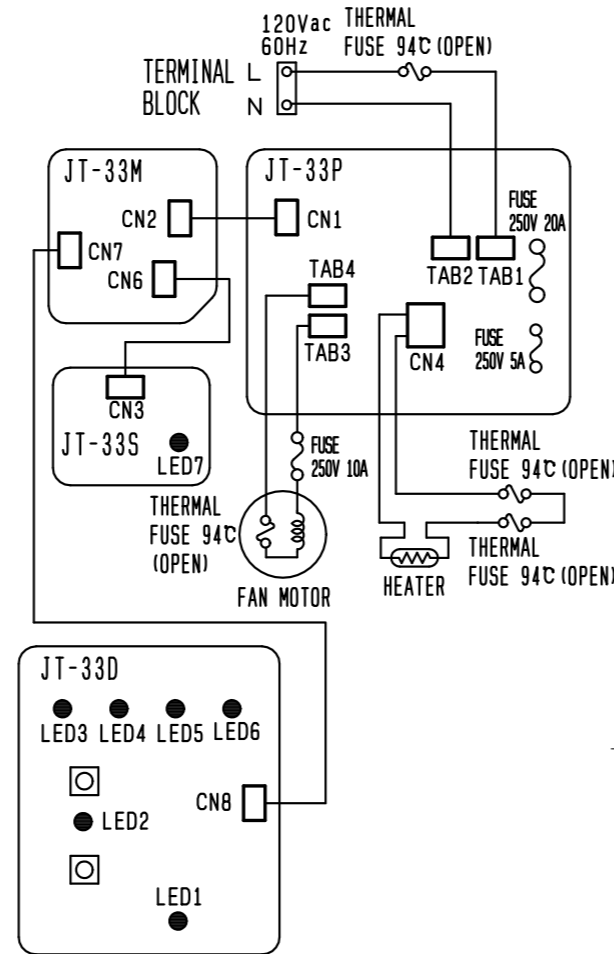 120Vac
60Hz
THERMAL
FUSE 94℃ (OPEN)
TERMINAL
BLOCK
L
N
JT-33M
CN2
CN7
CN6
JT-33P
CN1
FUSE
250V 20A
TAB4
TAB2
TAB1
TAB3
CN4
FUSE
250V 5A
CN3
JT-33S
LED7
FUSE
250V 10A
THERMAL
FUSE 94℃ (OPEN)
THERMAL
FUSE 94℃
(OPEN)
THERMAL
FUSE 94℃ (OPEN)
FAN MOTOR
HEATER
JT-33D
LED3
LED4
LED5
LED6
CN8
LED2
LED1